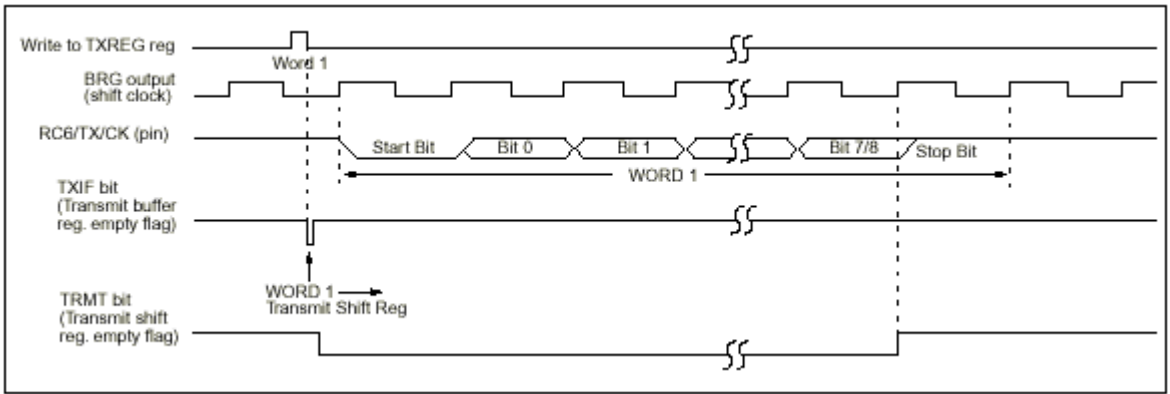 Write to TXREG reg
Word 1
BRG output
(shift clock)
RC6/TX/CK (pin)
Start Bit
Bit 0
Bit 1
Bit 7/8
Stop Bit
WORD 1
TXIF bit
(Transmit buffer
reg. empty flag)
WORD 1
Transmit Shift Reg
TRMT bit
(Transmit shift
reg. empty flag)